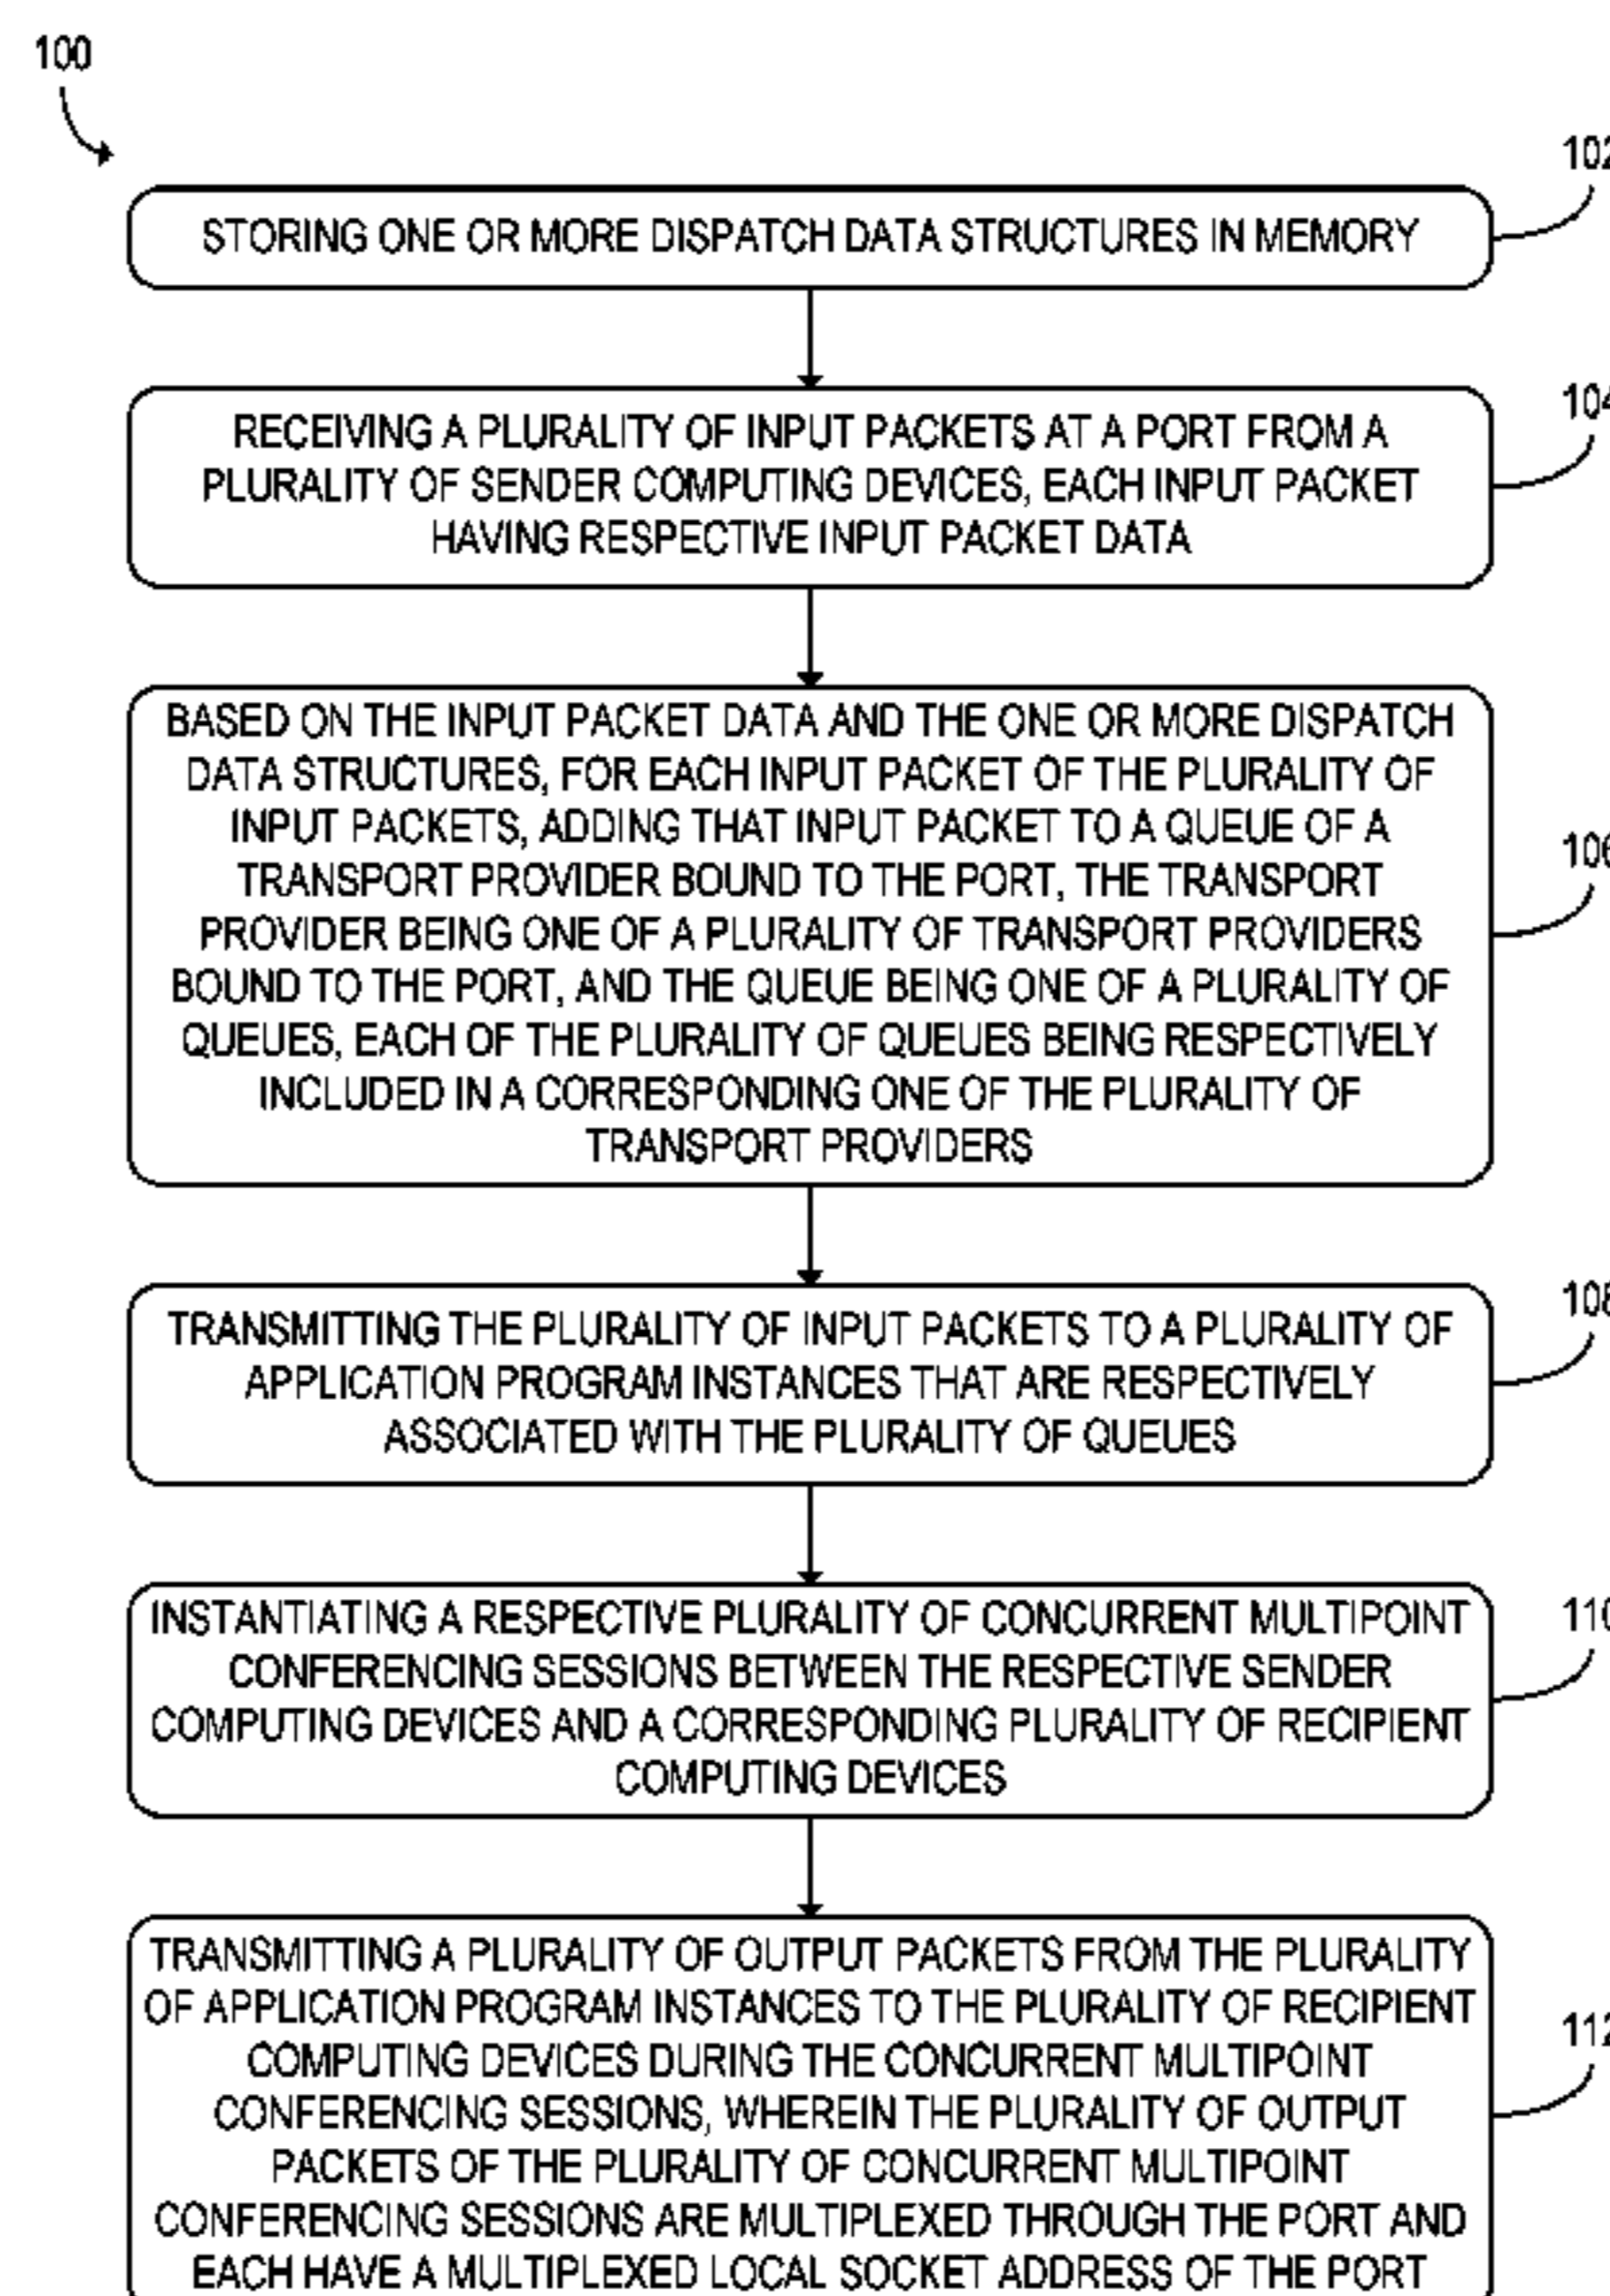 100
102
STORING ONE OR MORE DISPATCH DATA STRUCTURES IN MEMORY
104
RECEIVING A PLURALITY OF INPUT PACKETS AT A PORT FROM A
PLURALITY OF SENDER COMPUTING DEVICES, EACH INPUT PACKET
HAVING RESPECTIVE INPUT PACKET DATA
BASED ON THE INPUT PACKET DATA AND THE ONE OR MORE DISPATCH
DATA STRUCTURES, FOR EACH INPUT PACKET OF THE PLURALITY OF
INPUT PACKETS, ADDING THAT INPUT PACKET TO A QUEUE OF A
TRANSPORT PROVIDER BOUND TO THE PORT, THE TRANSPORT
PROVIDER BEING ONE OF A PLURALITY OF TRANSPORT PROVIDERS
BOUND TO THE PORT, AND THE QUEUE BEING ONE OF A PLURALITY OF
QUEUES, EACH OF THE PLURALITY OF QUEUES BEING RESPECTIVELY
INCLUDED IN A CORRESPONDING ONE OF THE PLURALITY OF
TRANSPORT PROVIDERS
106
TRANSMITTING THE PLURALITY OF INPUT PACKETS TO A PLURALITY OF
APPLICATION PROGRAM INSTANCES THAT ARE RESPECTIVELY
ASSOCIATED WITH THE PLURALITY OF QUEUES
108
INSTANTIATING A RESPECTIVE PLURALITY OF CONCURRENT MULTIPOINT
CONFERENCING SESSIONS BETWEEN THE RESPECTIVE SENDER
COMPUTING DEVICES AND A CORRESPONDING PLURALITY OF RECIPIENT
COMPUTING DEVICES
110
TRANSMITTING A PLURALITY OF OUTPUT PACKETS FROM THE PLURALITY
OF APPLICATION PROGRAM INSTANCES TO THE PLURALITY OF RECIPIENT
COMPUTING DEVICES DURING THE CONCURRENT MULTIPOINT
CONFERENCING SESSIONS, WHEREIN THE PLURALITY OF OUTPUT
PACKETS OF THE PLURALITY OF CONCURRENT MULTIPOINT
CONFERENCING SESSIONS ARE MULTIPLEXED THROUGH THE PORT AND
EACH HAVE A MULTIPLEXED LOCAL SOCKET ADDRESS OF THE PORT
112